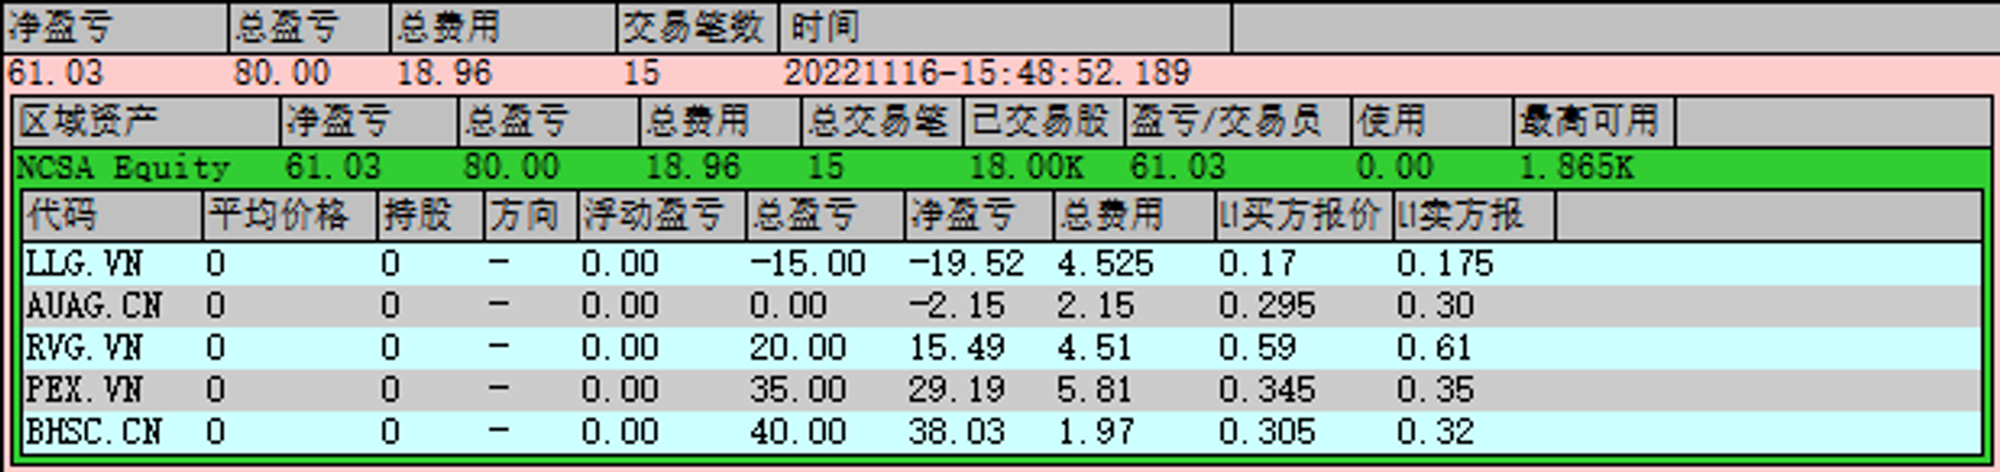 净盈亏 总盈亏 总费用 交易笔数 时间
61.03 80.00 18.96 15 20221116-15:48:52.189
区域资产 净盈亏 总盈亏 总费用 总交易笔 已交易股 盈亏/交易员 使用 最高可用
NCSA Equity 61.03 80.00 18.96 15 18.00K 61.03 0.00 1.865K
代码 平均价格 持股 方向 浮动盈亏 总盈亏 净盈亏 总费用 L1买方报价 L1卖方报
LLG.VN 0 0 - 0.00 -15.00 -19.52 4.525 0.17 0.175
AUAG.CN 0 0 - 0.00 0.00 -2.15 2.15 0.295 0.30
RVG.VN 0 0 - 0.00 20.00 15.49 4.51 0.59 0.61
PEX.VN 0 0 - 0.00 35.00 29.19 5.81 0.345 0.35
BHSC.CN 0 0 - 0.00 40.00 38.03 1.97 0.305 0.32